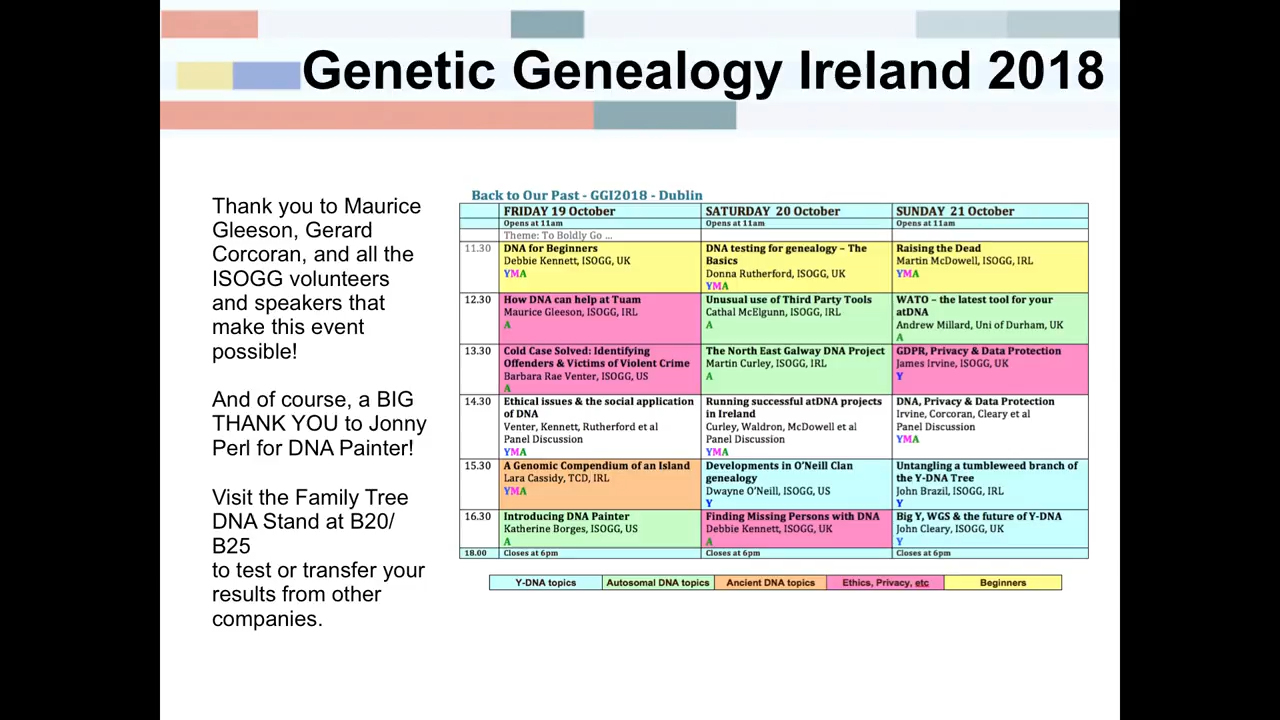 Genetic Genealogy Ireland 2018
Thank you to Maurice
Gleeson, Gerard
Corcoran, and all the
ISOGG volunteers
and speakers that
make this event
possible!
And of course, a BIG
THANK YOU to Jonny
Perl for DNA Painter!
Visit the Family Tree
DNA Stand at B20/
B25
to test or transfer your
results from other
companies.
Back to Our Past - GGI2018 - Dublin
FRIDAY 19 October
SATURDAY 20 October
SUNDAY 21 October
Opens at 11am
Opens at 11am
Opens at 11am
Theme: To Boldly Go ...
11.30
DNA for Beginners
Debbie Kennett, ISOGG, UK
YMA
DNA testing for genealogy – The
Basics
Donna Rutherford, ISOGG, UK
YMA
Raising the Dead
Martin McDowell, ISOGG, IRL
YMA
12.30
How DNA can help at Tuam
Maurice Gleeson, ISOGG, IRL
A
Unusual use of Third Party Tools
Cathal McElgunn, ISOGG, IRL
A
WATO – the latest tool for your
atDNA
Andrew Millard, Uni of Durham, UK
A
13.30
Cold Case Solved: Identifying
Offenders & Victims of Violent Crime
Barbara Rae Venter, ISOGG, US
A
The North East Galway DNA Project
Martin Curley, ISOGG, IRL
A
GDPR, Privacy & Data Protection
James Irvine, ISOGG, UK
Y
14.30
Ethical issues & the social application
of DNA
Venter, Kennett, Rutherford et al
Panel Discussion
YMA
Running successful atDNA projects
in Ireland
Curley, Waldron, McDowell et al
Panel Discussion
YMA
DNA, Privacy & Data Protection
Irvine, Corcoran, Cleary et al
Panel Discussion
YMA
15.30
A Genomic Compendium of an Island
Lara Cassidy, TCD, IRL
YMA
Developments in O'Neill Clan
genealogy
Dwayne O'Neill, ISOGG, US
Y
Untangling a tumbleweed branch of
the Y-DNA Tree
John Brazil, ISOGG, IRL
Y
16.30
Introducing DNA Painter
Katherine Borges, ISOGG, US
A
Finding Missing Persons with DNA
Debbie Kennett, ISOGG, UK
A
Big Y, WGS & the future of Y-DNA
John Cleary, ISOGG, UK
Y
18.00
Closes at 6pm
Closes at 6pm
Closes at 6pm
Y-DNA topics
Autosomal DNA topics
Ancient DNA topics
Ethics, Privacy, etc
Beginners